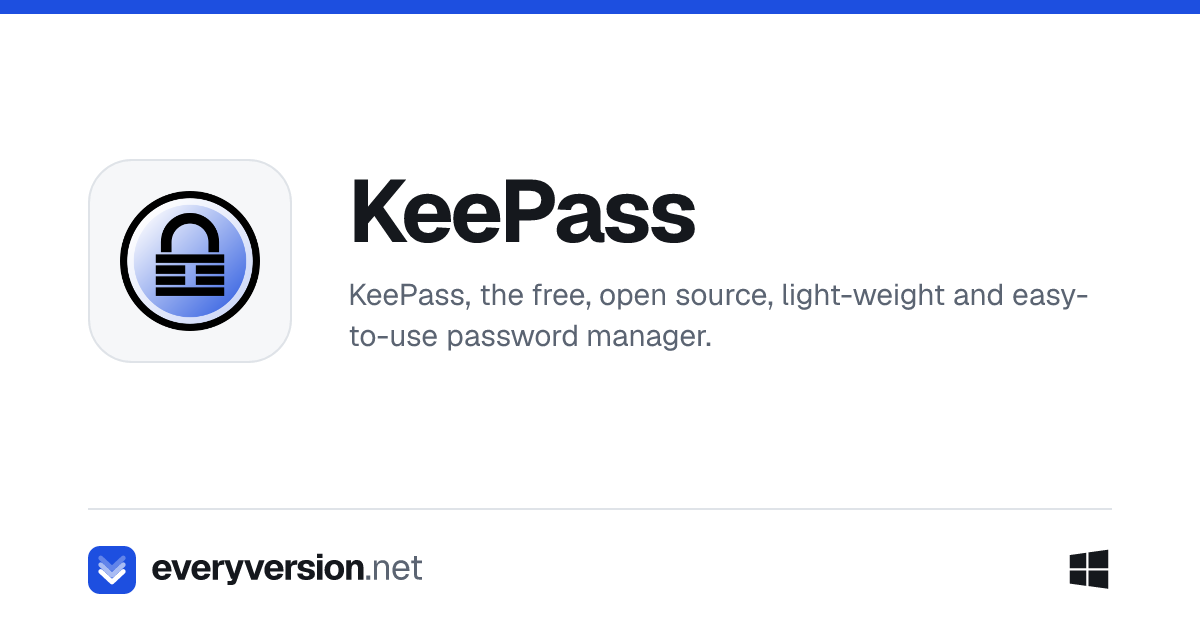 KeePass
KeePass, the free, open source, light-weight and easy-
to-use password manager.
everyversion.net